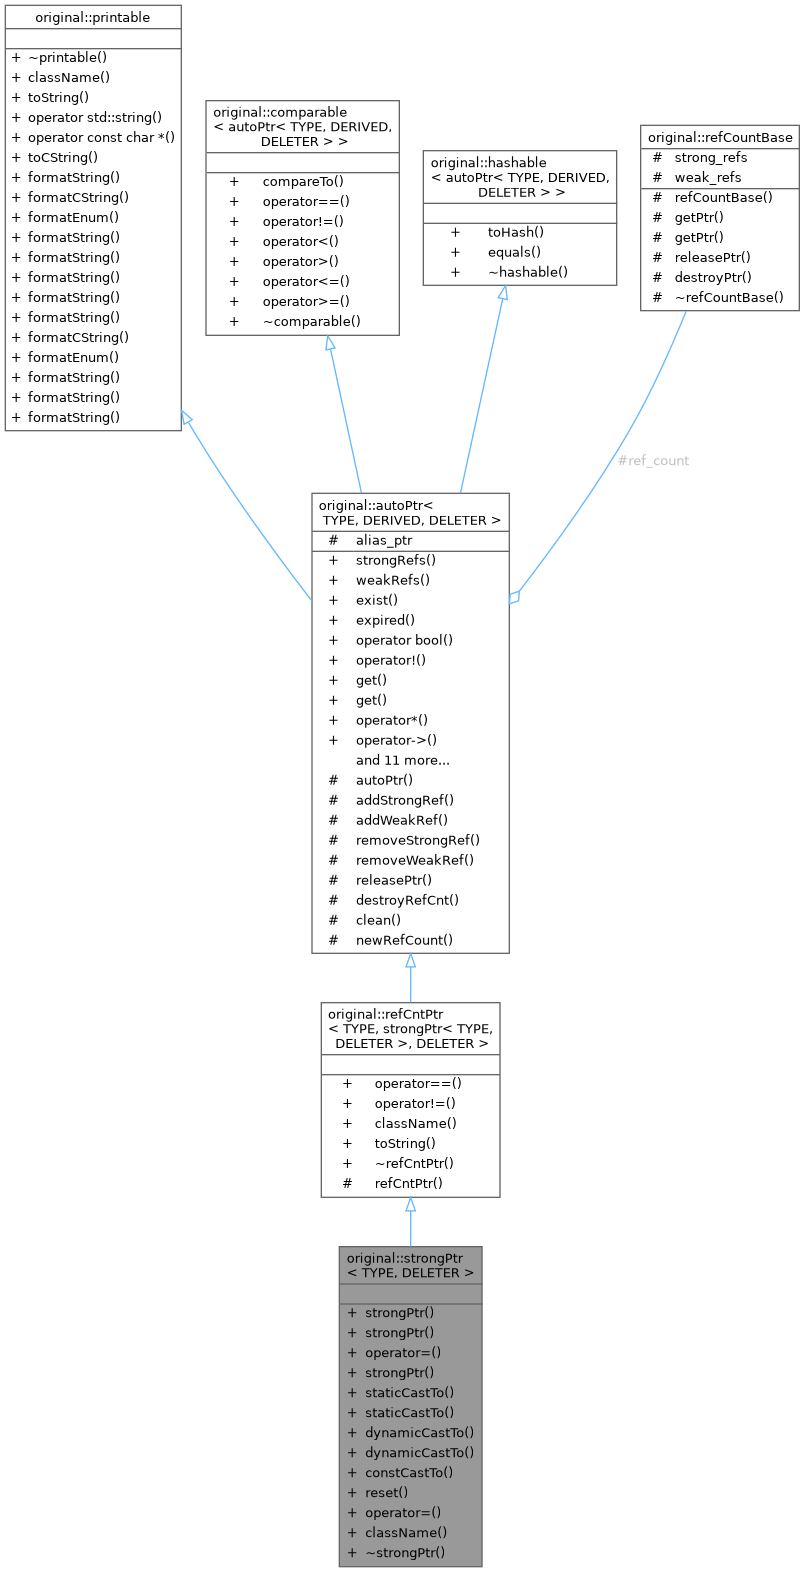 original::printable
+ ~printable()
+ className()
+ toString()
+ operator std::string()
+ operator const char *()
+ toCString()
+ formatString()
+ formatCString()
+ formatEnum()
+ formatString()
+ formatString()
+ formatString()
+ formatString()
+ formatString()
+ formatCString()
+ formatEnum()
+ formatString()
+ formatString()
+ formatString()
original::comparable
< autoPtr< TYPE, DERIVED,
DELETER > >
+ compareTo()
+ operator==()
+ operator!=()
+ operator<()
+ operator>()
+ operator<=()
+ operator>=()
+ ~comparable()
original::hashable
< autoPtr< TYPE, DERIVED,
DELETER > >
+ toHash()
+ equals()
+ ~hashable()
original::refCountBase
# strong_refs
# weak_refs
# refCountBase()
# getPtr()
# getPtr()
# releasePtr()
# destroyPtr()
# ~refCountBase()
#ref_count
original::autoPtr<
TYPE, DERIVED, DELETER >
# alias_ptr
+ strongRefs()
+ weakRefs()
+ exist()
+ expired()
+ operator bool()
+ operator!()
+ get()
+ get()
+ operator*()
+ operator->()
and 11 more...
# autoPtr()
# addStrongRef()
# addWeakRef()
# removeStrongRef()
# removeWeakRef()
# releasePtr()
# destroyRefCnt()
# clean()
# newRefCount()
original::refCntPtr
< TYPE, strongPtr< TYPE,
DELETER >, DELETER >
+ operator==()
+ operator!=()
+ className()
+ toString()
+ ~refCntPtr()
# refCntPtr()
original::strongPtr
< TYPE, DELETER >
+ strongPtr()
+ strongPtr()
+ operator=()
+ strongPtr()
+ staticCastTo()
+ staticCastTo()
+ dynamicCastTo()
+ dynamicCastTo()
+ constCastTo()
+ reset()
+ operator=()
+ className()
+ ~strongPtr()